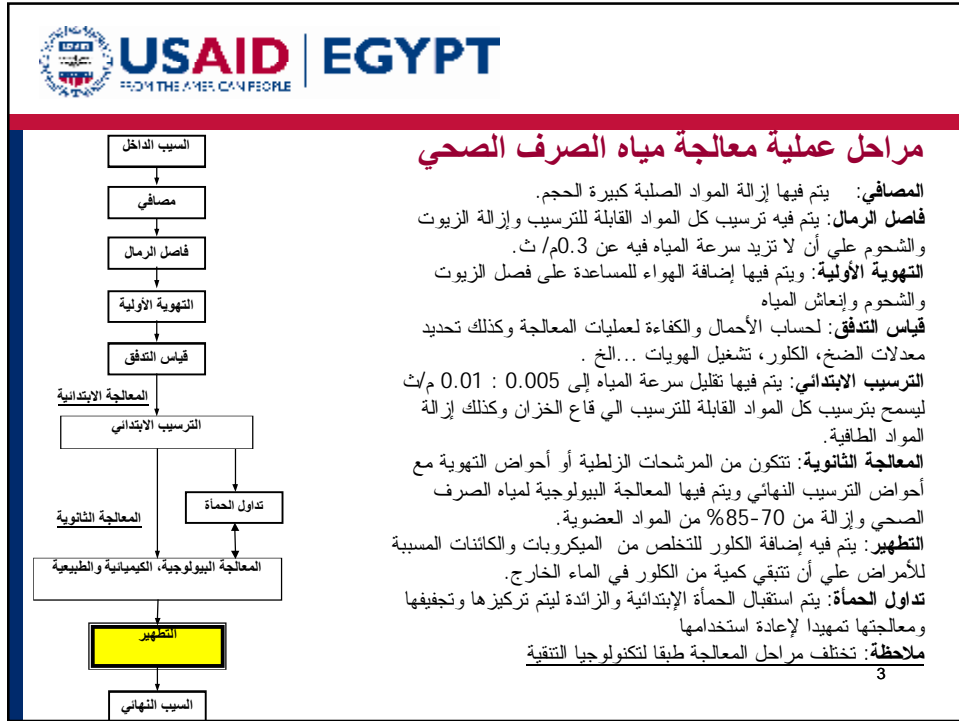 USAID | EGYPT
FROM THE AMERICAN PEOPLE
مراحل عملية معالجة مياه الصرف الصحي
المصافي: يتم فيها إزالة المواد الصلبة كبيرة الحجم.
فاصل الرمال: يتم فيه ترسيب كل المواد القابلة للترسيب وإزالة الزيوت
والشحوم علي أن لا تزيد سرعة المياه فيه عن 0.3م/ ث.
التهوية الأولية: ويتم فيها إضافة الهواء للمساعدة على فصل الزيوت
والشحوم وإنعاش المياه
قياس التدفق: لحساب الأحمال والكفاءة لعمليات المعالجة وكذلك تحديد
معدلات الضخ، الكلور، تشغيل الهويات ...الخ .
الترسيب الابتدائي: يتم فيها تقليل سرعة المياه إلى 0.005 : 0.01 م/ث
ليسمح بترسيب كل المواد القابلة للترسيب الي قاع الخزان وكذلك إزالة
المواد الطافية.
المعالجة الثانوية: تتكون من المرشحات الزلطية أو أحواض التهوية مع
أحواض الترسيب النهائي ويتم فيها المعالجة البيولوجية لمياه الصرف
الصحي وإزالة من 70-85% من المواد العضوية.
التطهير: يتم فيه إضافة الكلور للتخلص من الميكروبات والكائنات المسببة
للأمراض علي أن تتبقي كمية من الكلور في الماء الخارج.
تداول الحمأة: يتم استقبال الحمأة الإبتدائية والزائدة ليتم تركيزها وتجفيفها
ومعالجتها تمهيدا لإعادة استخدامها
ملاحظة: تختلف مراحل المعالجة طبقا لتكنولوجيا التنقية
3
السيب الداخل
مصافي
فاصل الرمال
التهوية الأولية
قياس التدفق
المعالجة الابتدائية
الترسيب الابتدائي
تداول الحمأة
المعالجة الثانوية
المعالجة البيولوجية، الكيميائية والطبيعية
التطهير
السيب النهائي